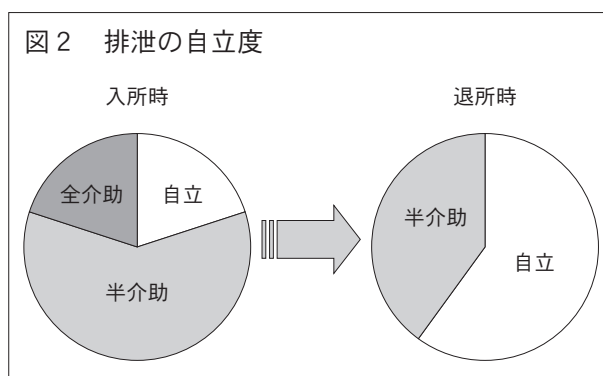 図2 排泄の自立度
入所時
退所時
全介助
自立
半介助
半介助
自立